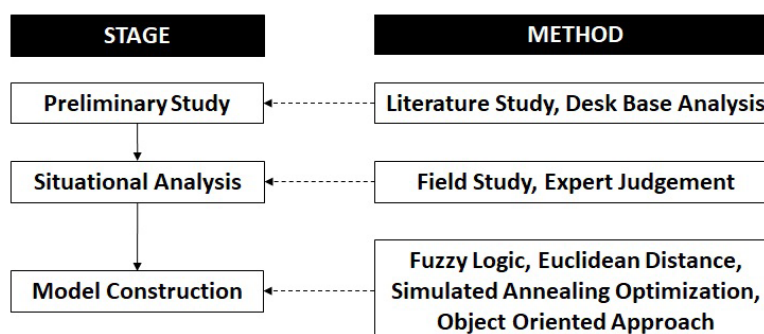 STAGE
METHOD
Preliminary Study
Literature Study, Desk Base Analysis
Situational Analysis
Field Study, Expert Judgement
Model Construction
Fuzzy Logic, Euclidean Distance,
Simulated Annealing Optimization,
Object Oriented Approach